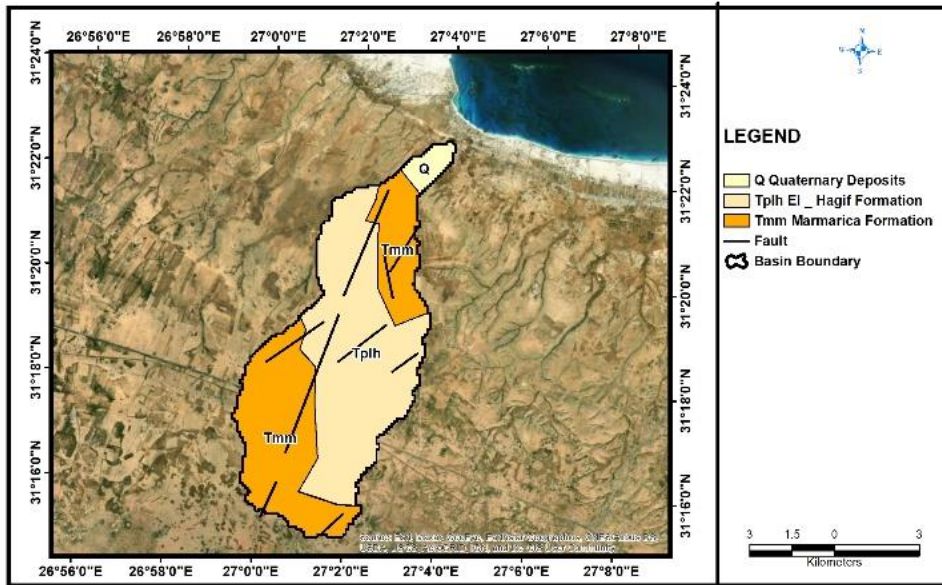 26°56'0"E 26°58'0"E 27°0'0"E 27°2'0"E 27°4'0"E 27°6'0"E 27°8'0"E
31°24'0"N
31°22'0"N
31°20'0"N
31°18'0"N
31°16'0"N
Q
Tmm
Tplh
Tmm
31°24'0"N
31°22'0"N
31°20'0"N
31°18'0"N
31°16'0"N
26°56'0"E 26°58'0"E 27°0'0"E 27°2'0"E 27°4'0"E 27°6'0"E 27°8'0"E
N
W E
S
LEGEND
Q Quaternary Deposits
Tplh El _ Hagif Formation
Tmm Marmarica Formation
Fault
Basin Boundary
3 1.5 0 3
Kilometers